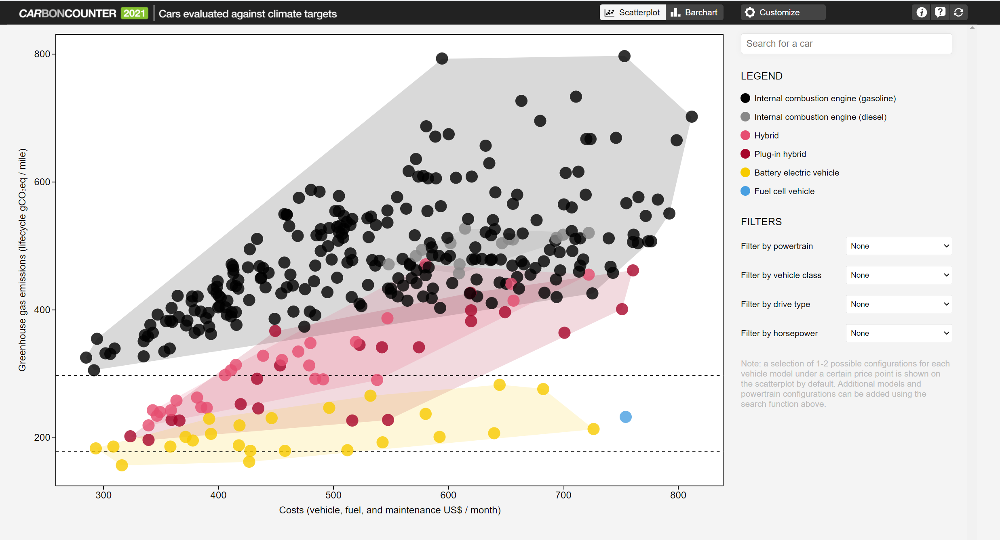 CARBONCOUNTER 2021 Cars evaluated against climate targets
Scatterplot
Barchart
Customize
Search for a car
LEGEND
Internal combustion engine (gasoline)
Internal combustion engine (diesel)
Hybrid
Plug-in hybrid
Battery electric vehicle
Fuel cell vehicle
FILTERS
Filter by powertrain None
Filter by vehicle class None
Filter by drive type None
Filter by horsepower None
Note: a selection of 1-2 possible configurations for each
vehicle model under a certain price point is shown on
the scatterplot by default. Additional models and
powertrain configurations can be added using the
search function above.
Greenhouse gas emissions (lifecycle gCO₂eq / mile)
800
600
400
200
300 400 500 600 700 800
Costs (vehicle, fuel, and maintenance US$ / month)